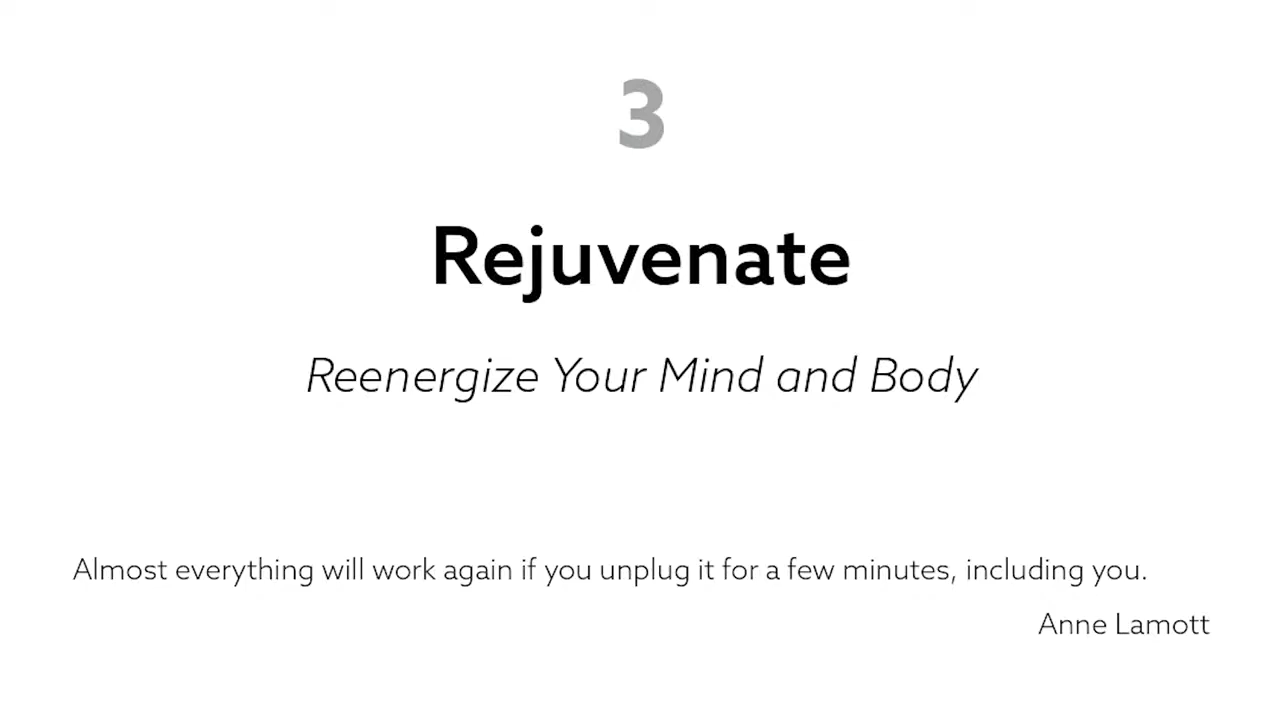 3
Rejuvenate
Reenergize Your Mind and Body
Almost everything will work again if you unplug it for a few minutes, including you.
Anne Lamott